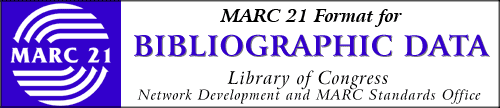 MARC 21
MARC 21 Format for
BIBLIOGRAPHIC DATA
Library of Congress
Network Development and MARC Standards Office